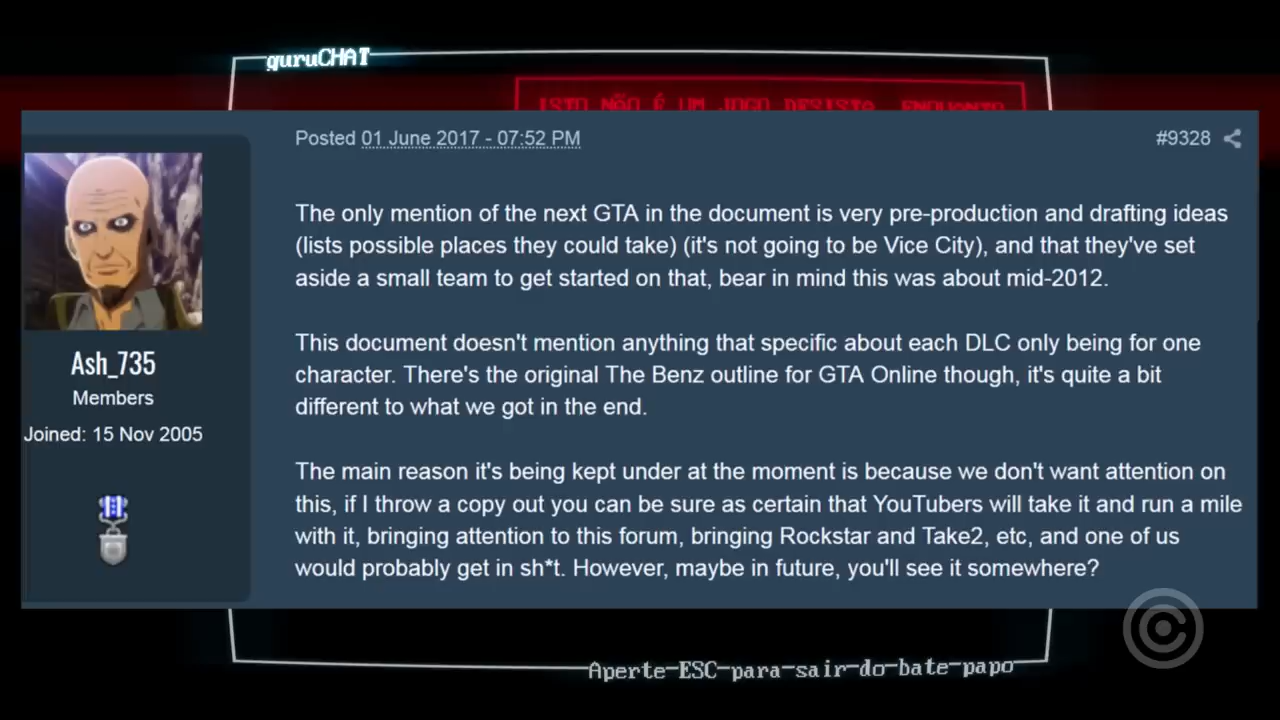 guruCHAT
ISTO NÃO É UM JOGO DESISTA, ENQUANTO
Posted 01 June 2017 - 07:52 PM
#9328
The only mention of the next GTA in the document is very pre-production and drafting ideas
(lists possible places they could take) (it's not going to be Vice City), and that they've set
aside a small team to get started on that, bear in mind this was about mid-2012.
Ash_735
Members
Joined: 15 Nov 2005
This document doesn't mention anything that specific about each DLC only being for one
character. There's the original The Benz outline for GTA Online though, it's quite a bit
different to what we got in the end.
The main reason it's being kept under at the moment is because we don't want attention on
this, if I throw a copy out you can be sure as certain that YouTubers will take it and run a mile
with it, bringing attention to this forum, bringing Rockstar and Take2, etc, and one of us
would probably get in sh*t. However, maybe in future, you'll see it somewhere?
Aperte-ESC-para-sair-do-bate-papo